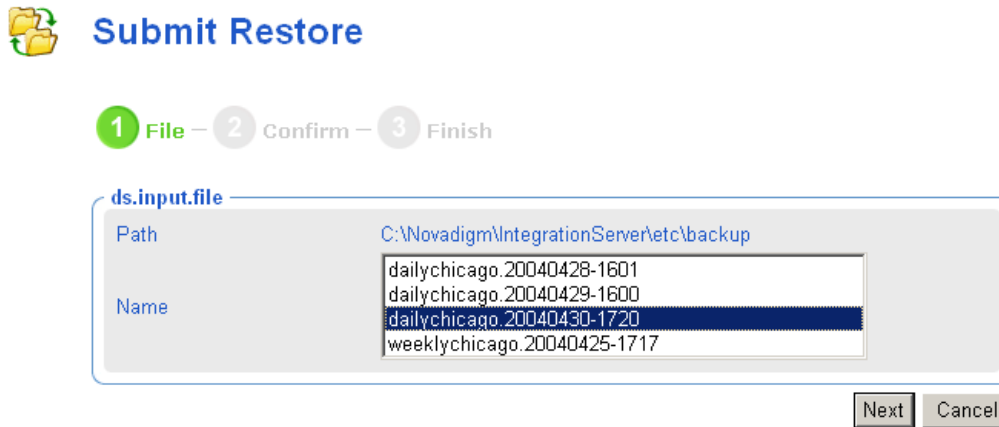 Submit Restore
1 File – 2 Confirm – 3 Finish
ds.input.file
Path C:\Novadigm\IntegrationServer\etc\backup
Name
dailychicago.20040428-1601
dailychicago.20040429-1600
dailychicago.20040430-1720
weeklychicago.20040425-1717
Next Cancel